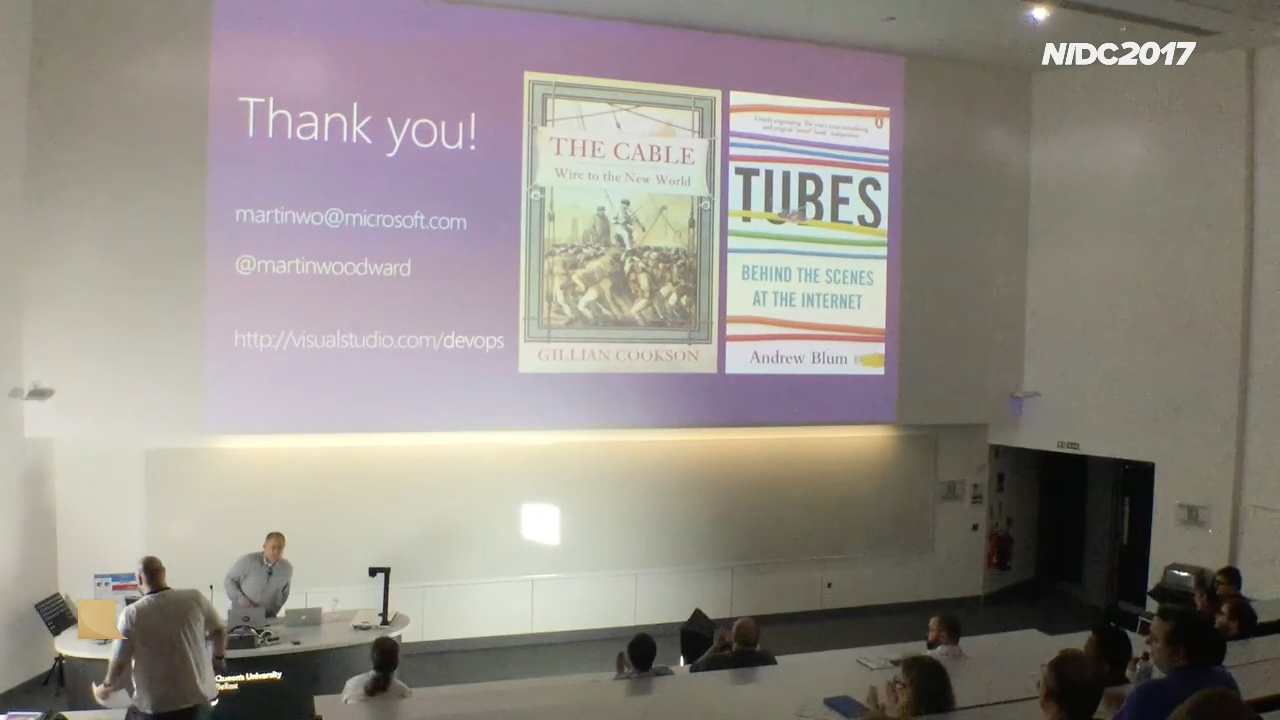 NIDC2017
Thank you!
martinwo@microsoft.com
@martinwoodward
http://visualstudio.com/devops
THE CABLE
Wire to the New World
GILLIAN COOKSON
TUBES
BEHIND THE SCENES
AT THE INTERNET
Andrew Blum
Queen's University
Belfast